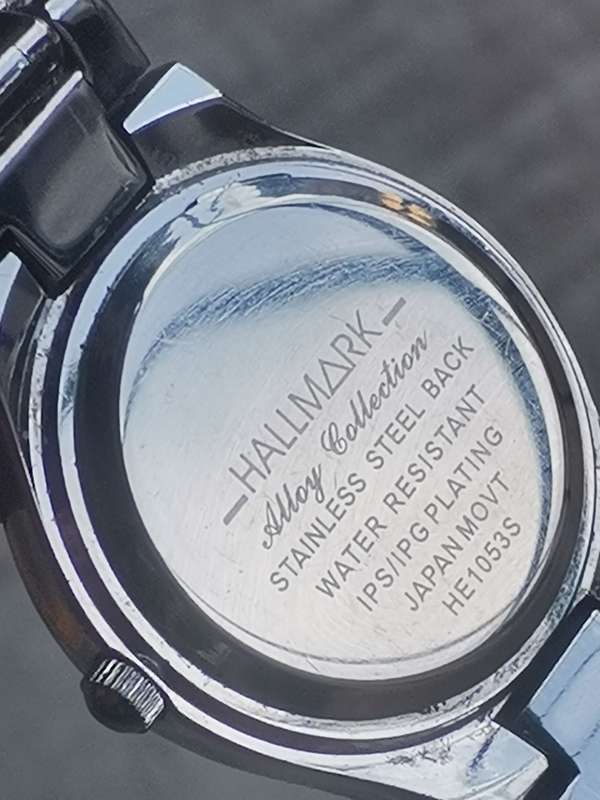 HALLMARK
Alloy Collection
STAINLESS STEEL BACK
WATER RESISTANT
IPS/IPG PLATING
JAPAN MOVT
HE1053S